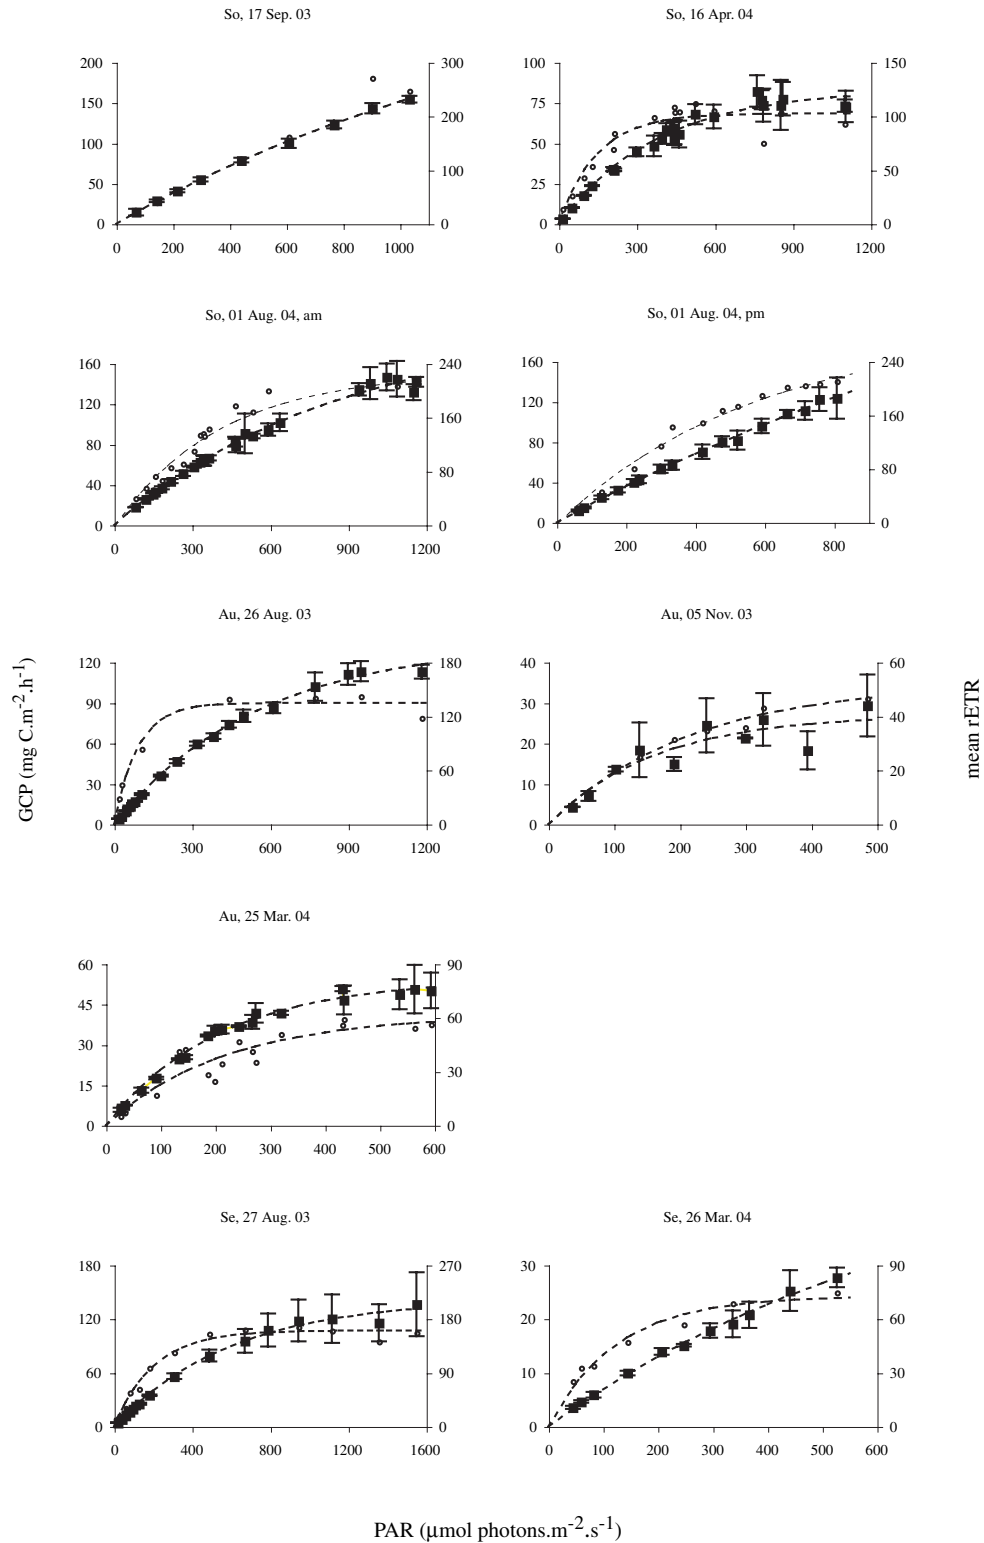 So, 17 Sep. 03
So, 16 Apr. 04
200 300 100 150
150 200 75 100
100 50
50 100 25 50
0 0 0 0
0 200 400 600 800 1000 0 300 600 900 1200
So, 01 Aug. 04, am
So, 01 Aug. 04, pm
160 240 160 240
120 160 120 160
80 80
40 80 40 80
0 0 0 0
0 300 600 900 1200 0 200 400 600 800
Au, 26 Aug. 03
Au, 05 Nov. 03
120 180 40 60
90 120 30 40
60 60 20 20
30 10
0 0 0 0
0 300 600 900 1200 0 100 200 300 400 500
GCP (mg C.m-2.h-1)
mean rETR
Au, 25 Mar. 04
60 90
45 60
30
15 30
0 0
0 100 200 300 400 500 600
Se, 27 Aug. 03
Se, 26 Mar. 04
180 270 30 90
120 180 20 60
60 90 10 30
0 0 0 0
0 400 800 1200 1600 0 100 200 300 400 500 600
PAR (µmol photons.m-2.s-1)